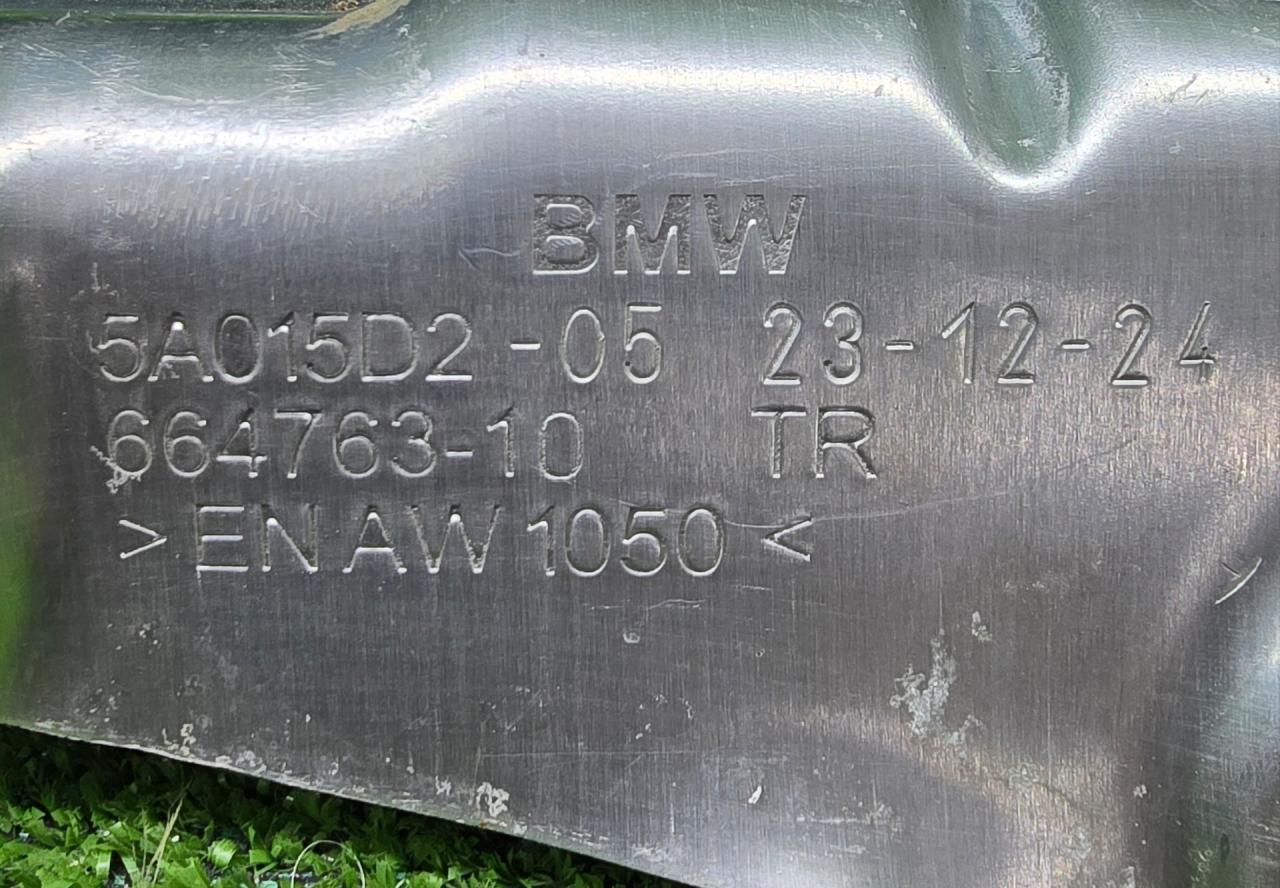 BMW
5A015D2-05 23-12-24
664763-10 TR
>EN AW 1050<